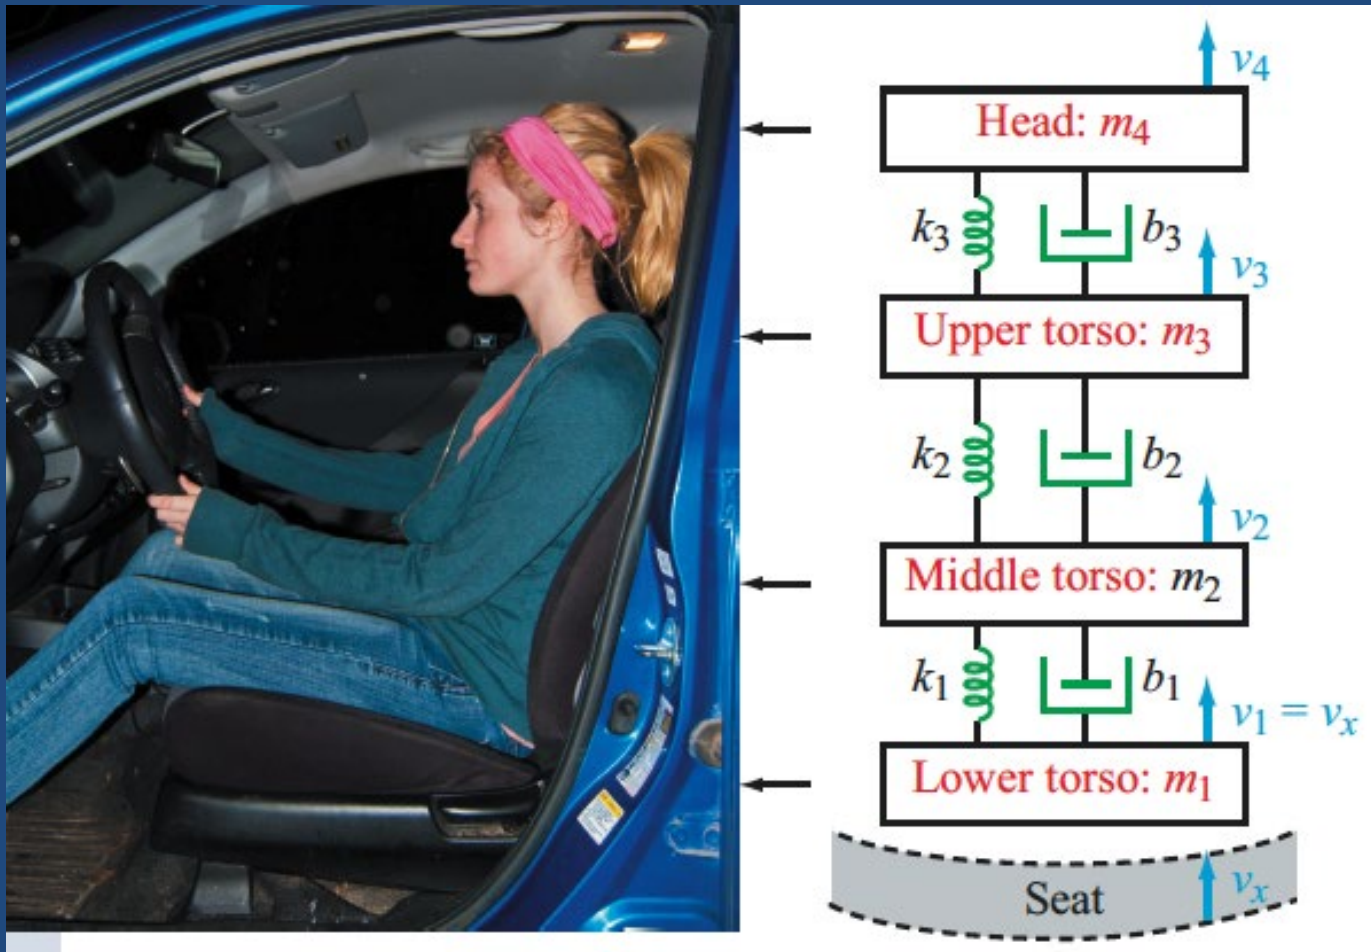 v4
Head: m4
k3
b3
v3
Upper torso: m3
k2
b2
v2
Middle torso: m2
k1
b1
v1 = vx
Lower torso: m1
Seat
vx